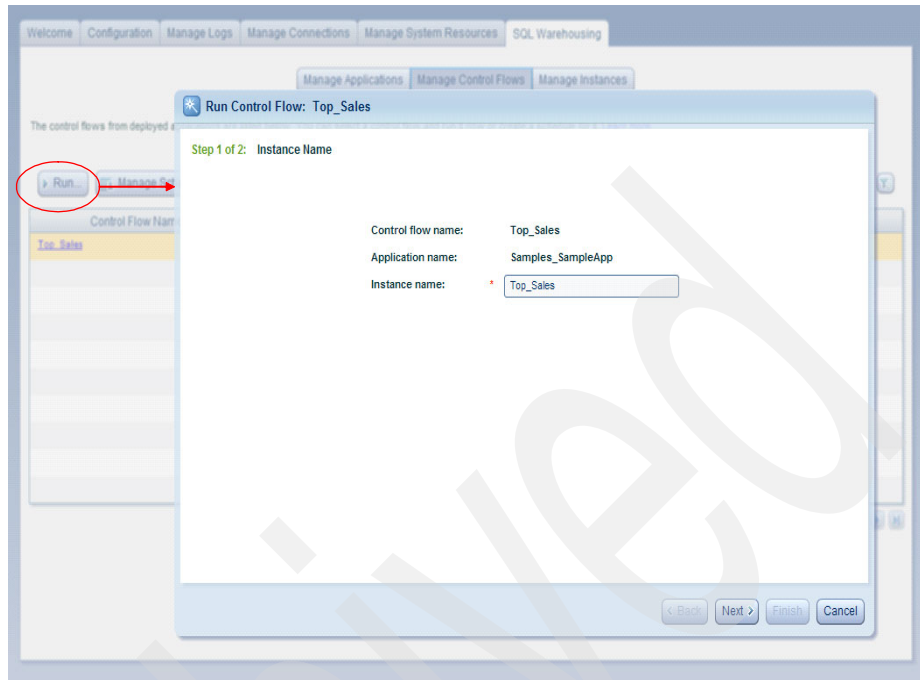 Welcome Configuration Manage Logs Manage Connections Manage System Resources SQL Warehousing
Manage Applications Manage Control Flows Manage Instances
Run Control Flow: Top_Sales
The control flows from deployed
Step 1 of 2: Instance Name
Run... Manage
Control Flow Nam
Top_Sales
Control flow name: Top_Sales
Application name: Samples_SampleApp
Instance name: * Top_Sales
< Back Next > Finish Cancel
hived